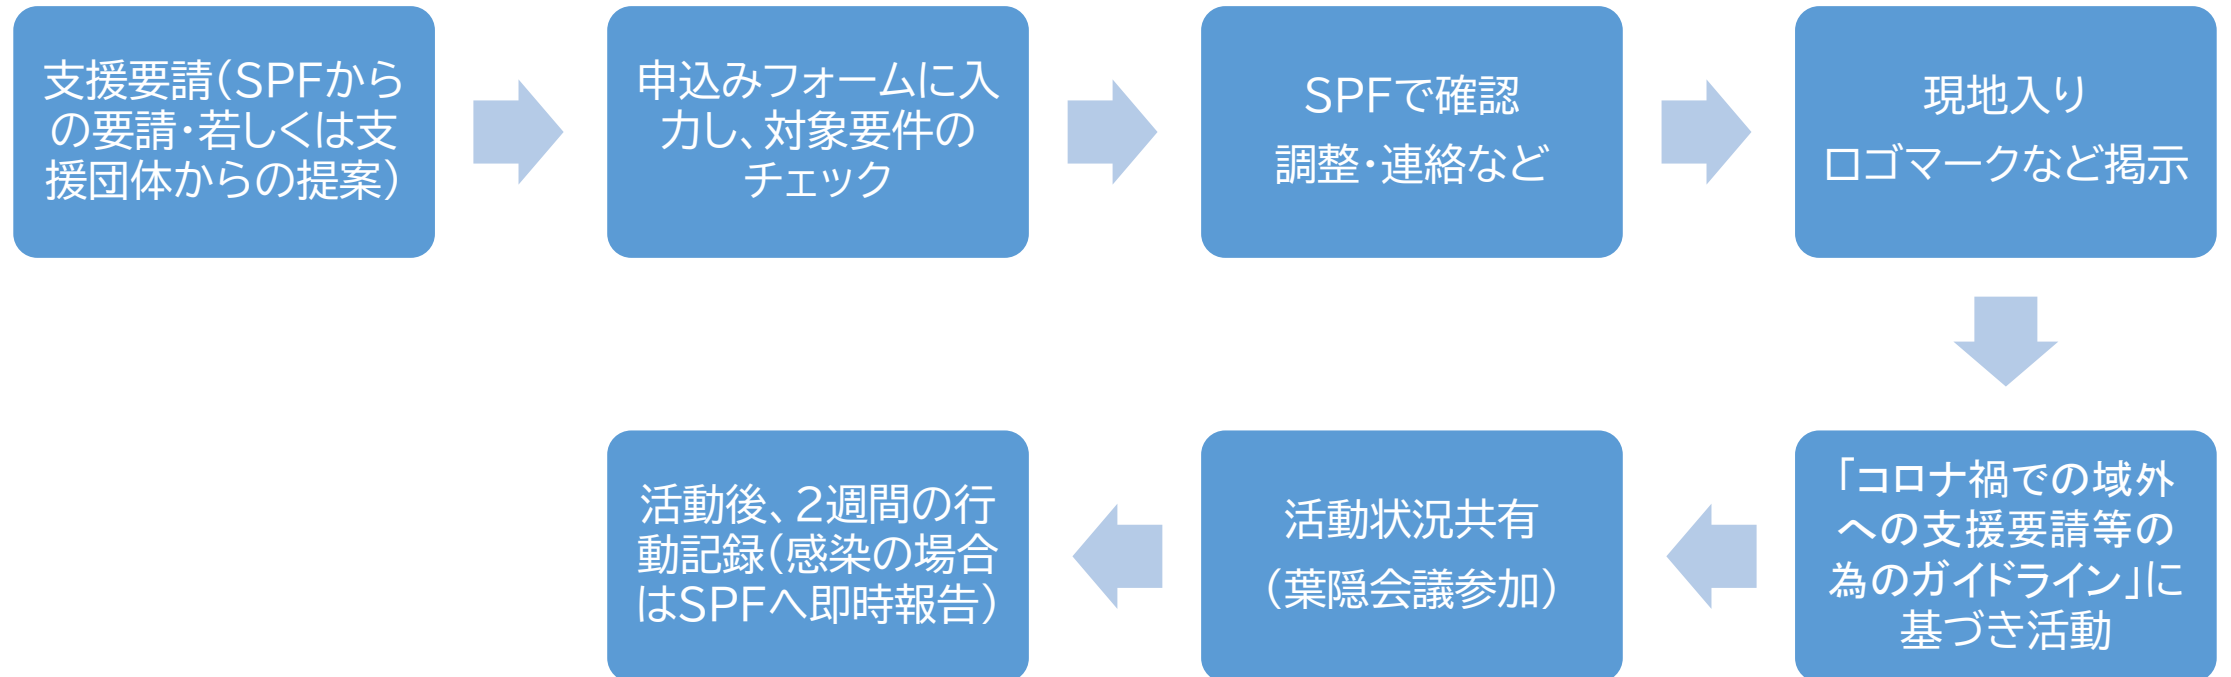 支援要請（SPFから
の要請・若しくは支
援団体からの提案）
申込みフォームに入
力し、対象要件の
チェック
SPFで確認
調整・連絡など
現地入り
ロゴマークなど掲示
「コロナ禍での域外
への支援要請等の
為のガイドライン」に
基づき活動
活動状況共有
（葉隠会議参加）
活動後、2週間の行
動記録（感染の場合
はSPFへ即時報告）